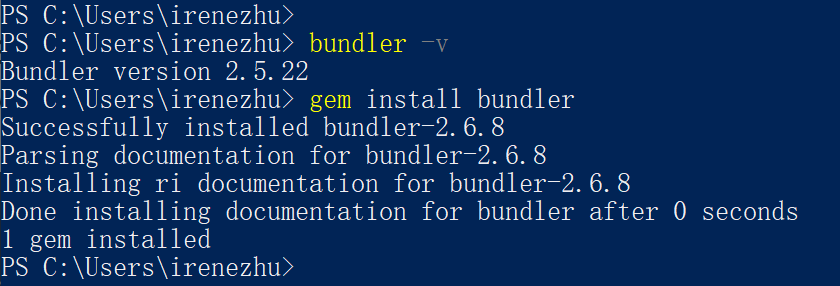 PS C:\Users\irenezhu>
PS C:\Users\irenezhu> bundler -v
Bundler version 2.5.22
PS C:\Users\irenezhu> gem install bundler
Successfully installed bundler-2.6.8
Parsing documentation for bundler-2.6.8
Installing ri documentation for bundler-2.6.8
Done installing documentation for bundler after 0 seconds
1 gem installed
PS C:\Users\irenezhu>